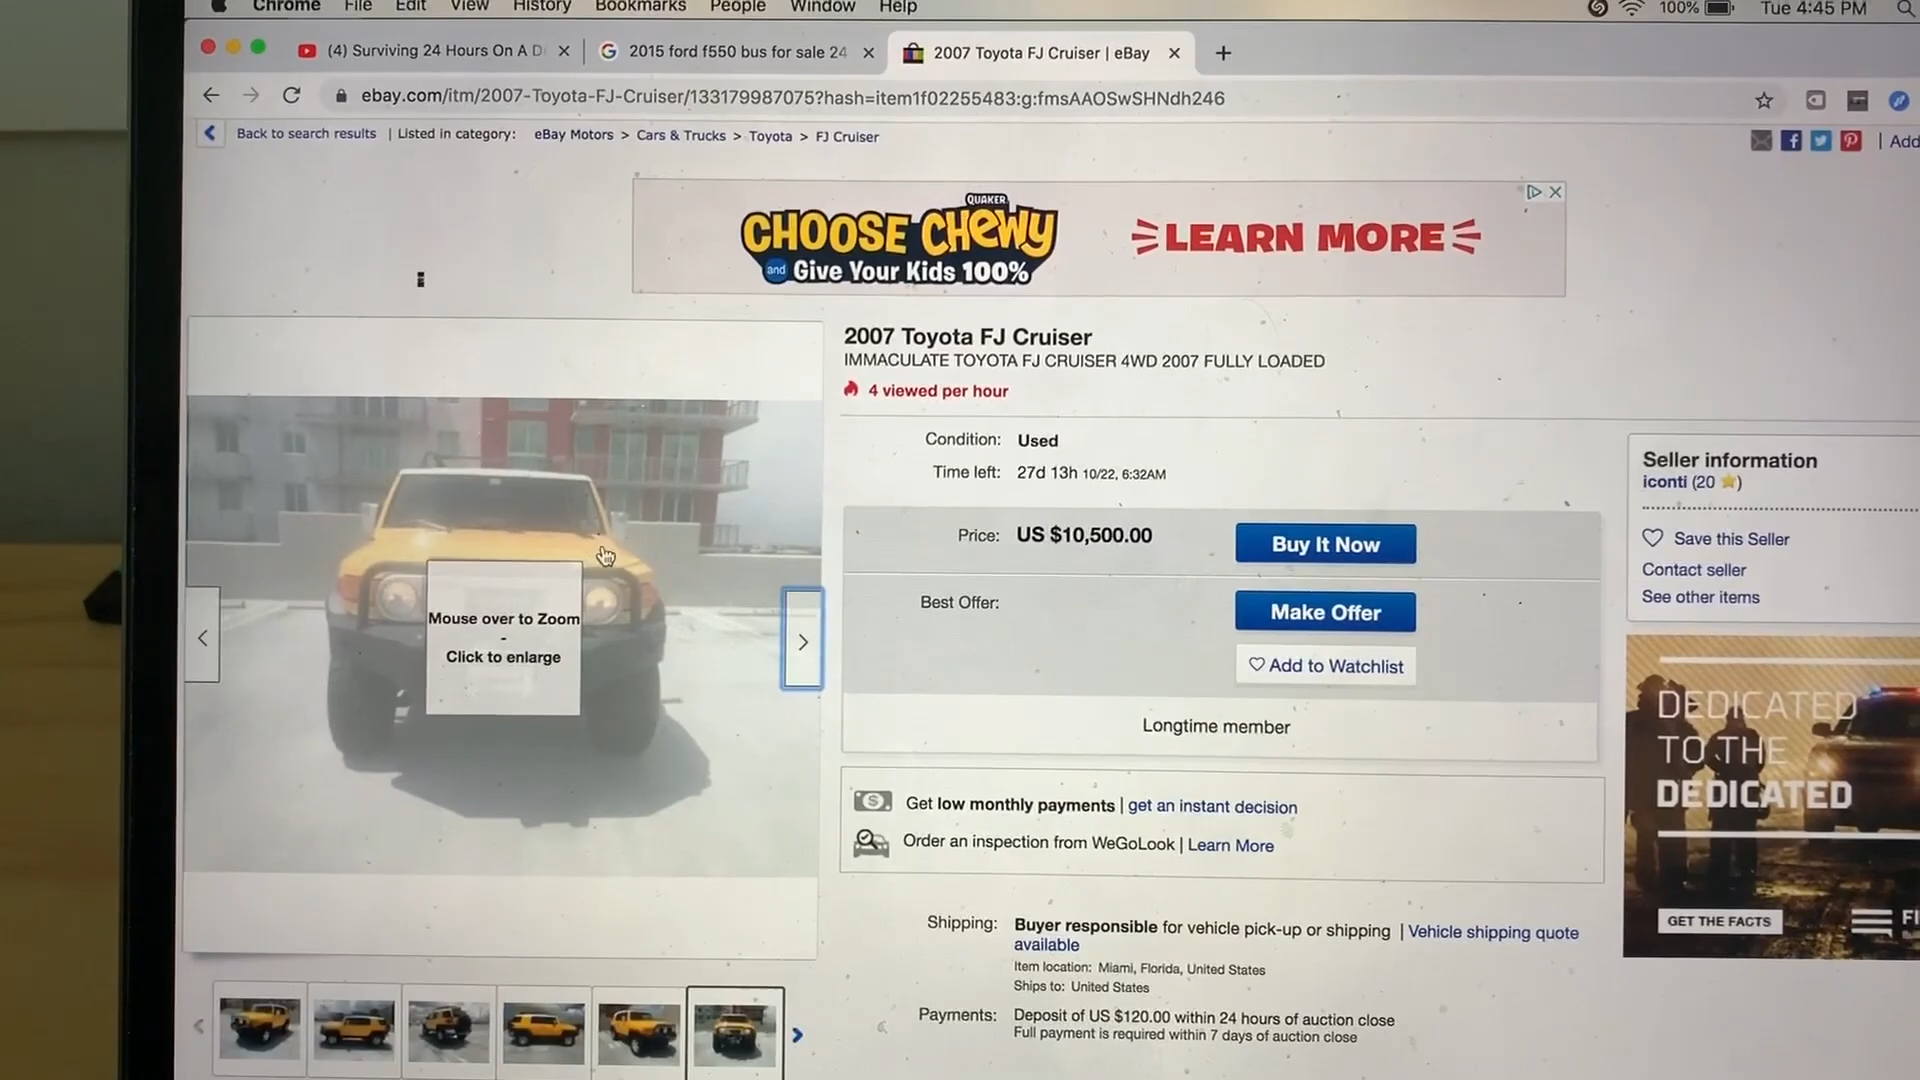 Chrome File Edit View History Bookmarks People Window Help
100% Tue 4:45 PM
(4) Surviving 24 Hours On A D
2015 ford f550 bus for sale 24
2007 Toyota FJ Cruiser | eBay
ebay.com/itm/2007-Toyota-FJ-Cruiser/133179987075?hash=item1f02255483:g:fmsAAOSwSHNdh246
Back to search results | Listed in category: eBay Motors > Cars & Trucks > Toyota > FJ Cruiser
| Add
QUAKER
CHOOSE CHEWY
and Give Your Kids 100%
LEARN MORE
2007 Toyota FJ Cruiser
IMMACULATE TOYOTA FJ CRUISER 4WD 2007 FULLY LOADED
4 viewed per hour
Condition: Used
Time left: 27d 13h 10/22, 6:32AM
Price: US $10,500.00
Buy It Now
Best Offer:
Make Offer
Add to Watchlist
Longtime member
Mouse over to Zoom
-
Click to enlarge
Seller information
iconti (20)
Save this Seller
Contact seller
See other items
DEDICATED
TO THE
DEDICATED
GET THE FACTS
FI
Get low monthly payments | get an instant decision
Order an inspection from WeGoLook | Learn More
Shipping: Buyer responsible for vehicle pick-up or shipping | Vehicle shipping quote
available
Item location: Miami, Florida, United States
Ships to: United States
Payments: Deposit of US $120.00 within 24 hours of auction close
Full payment is required within 7 days of auction close